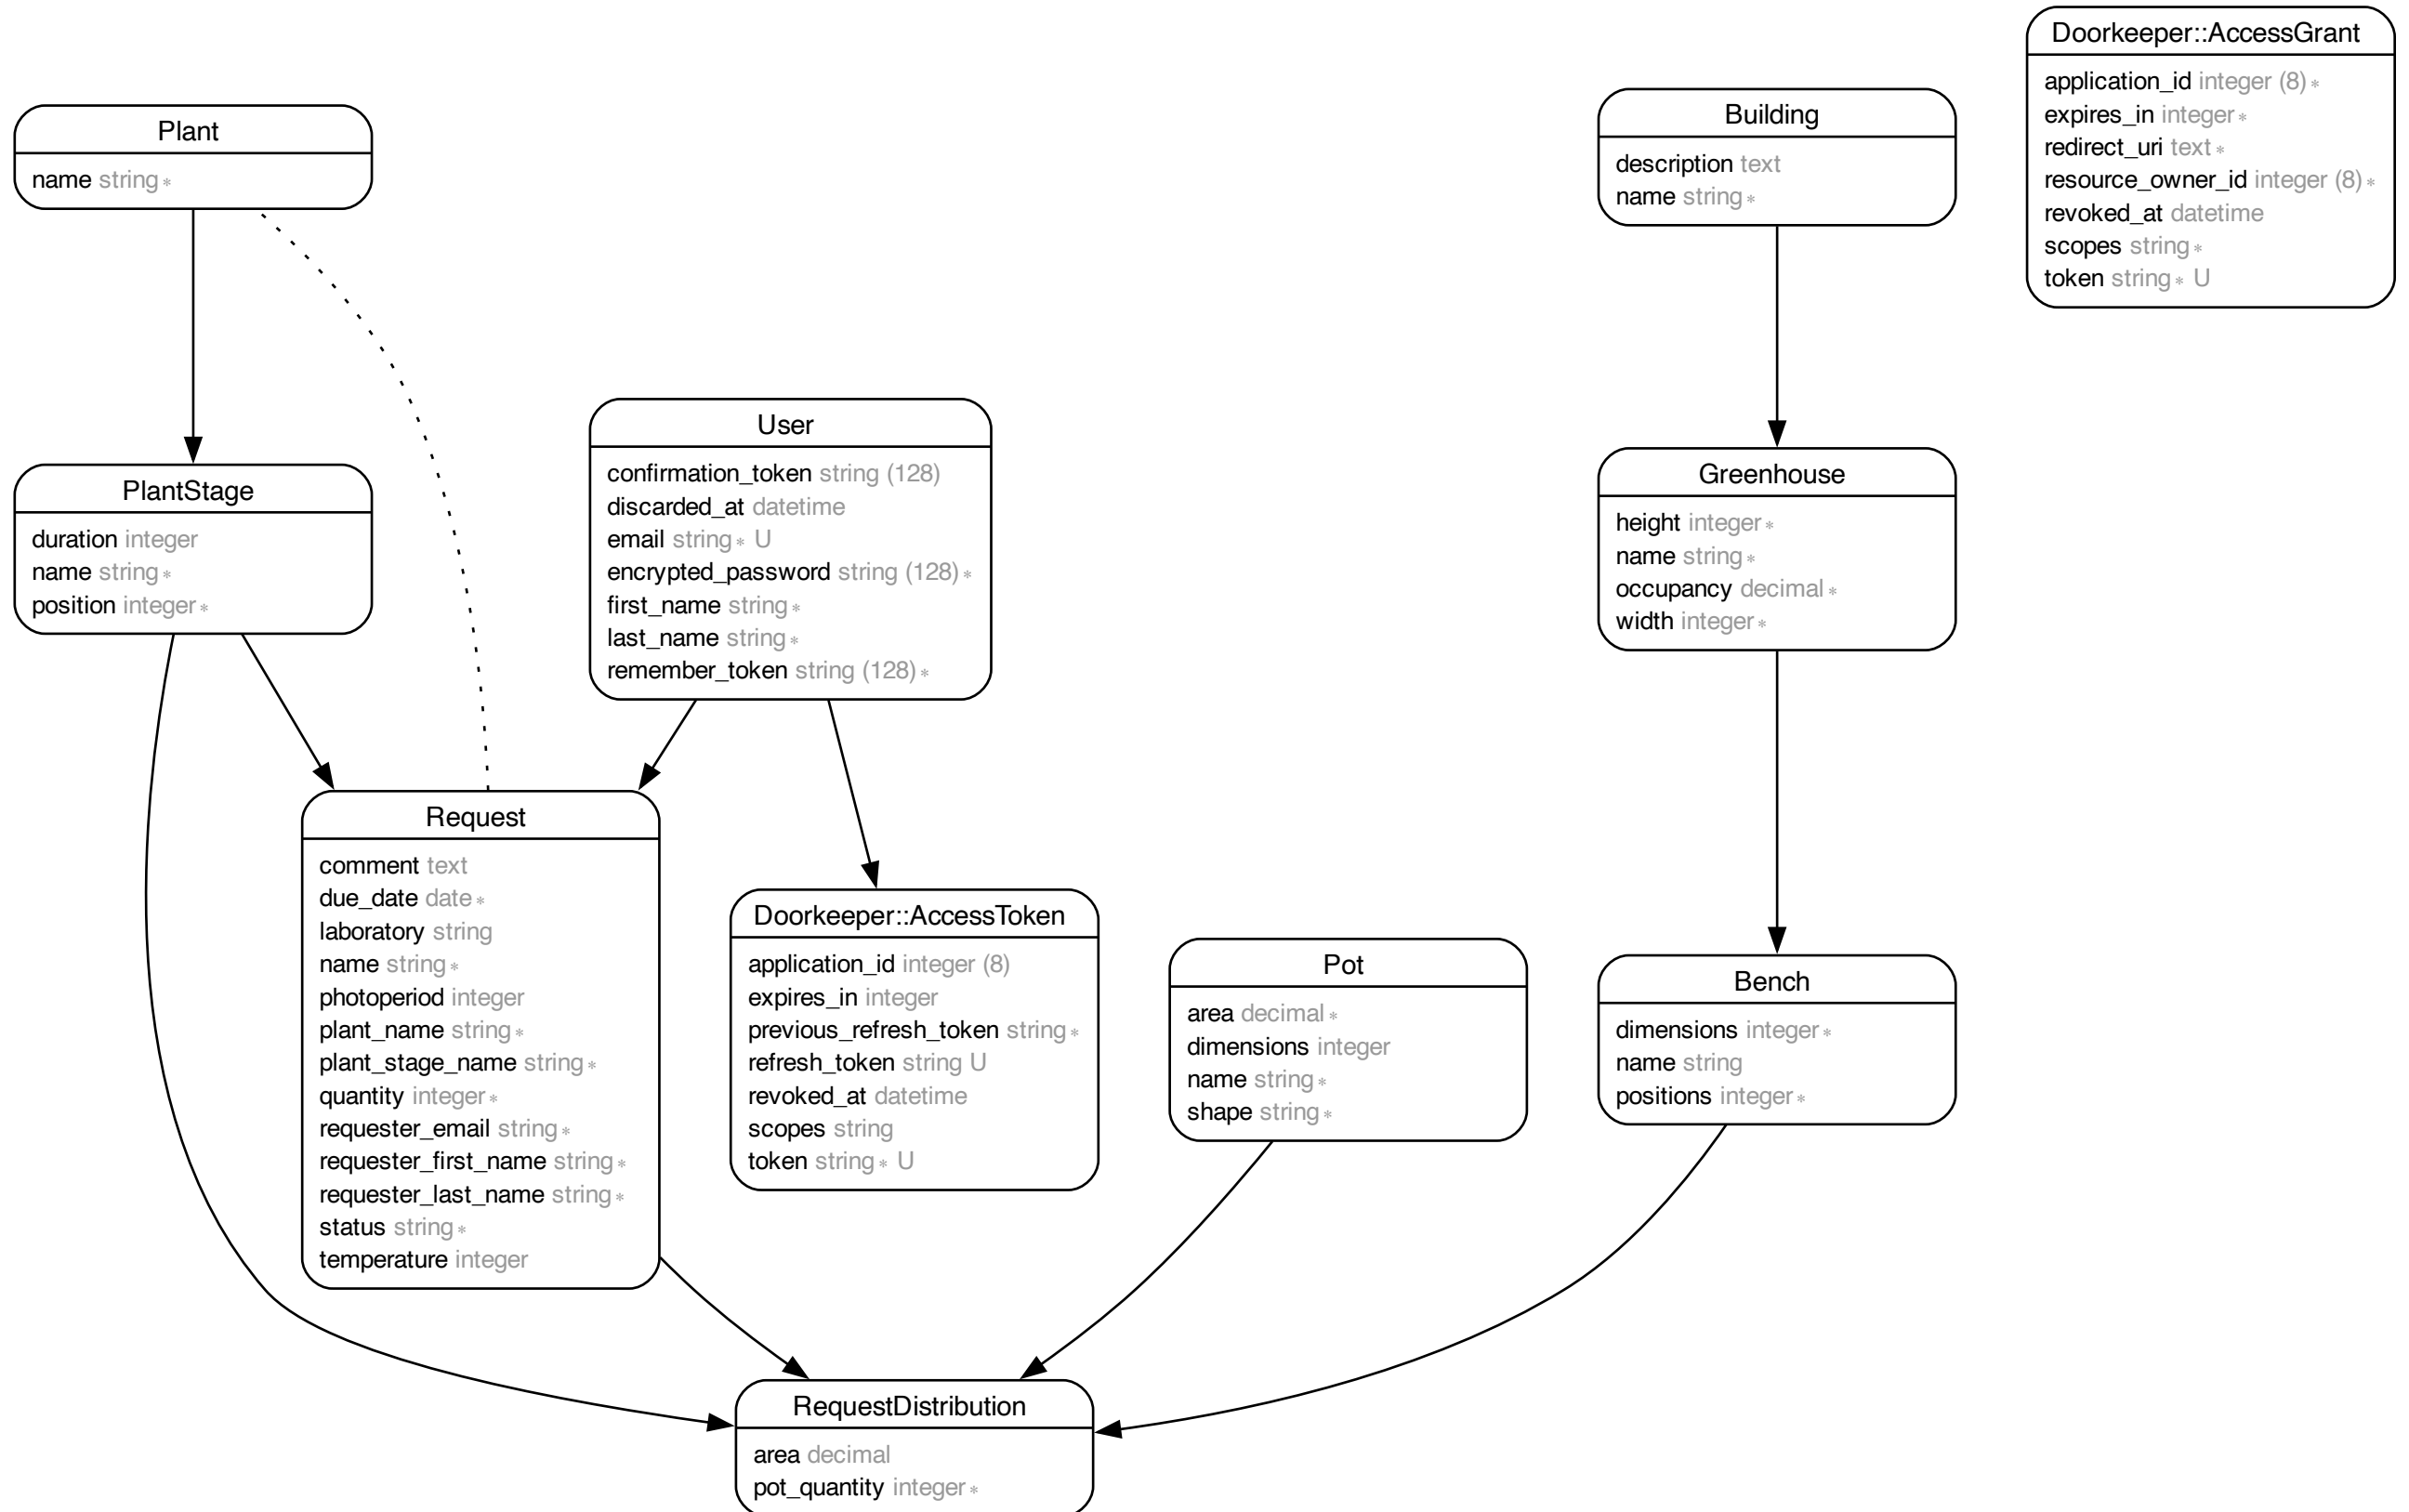 Doorkeeper::AccessGrant
application_id integer (8) *
expires_in integer *
redirect_uri text *
resource_owner_id integer (8) *
revoked_at datetime
scopes string *
token string * U
Building
description text
name string *
Plant
name string *
User
confirmation_token string (128)
discarded_at datetime
email string * U
encrypted_password string (128) *
first_name string *
last_name string *
remember_token string (128) *
Greenhouse
height integer *
name string *
occupancy decimal *
width integer *
PlantStage
duration integer
name string *
position integer *
Request
comment text
due_date date *
laboratory string
name string *
photoperiod integer
plant_name string *
plant_stage_name string *
quantity integer *
requester_email string *
requester_first_name string *
requester_last_name string *
status string *
temperature integer
Doorkeeper::AccessToken
application_id integer (8)
expires_in integer
previous_refresh_token string *
refresh_token string U
revoked_at datetime
scopes string
token string * U
Pot
area decimal *
dimensions integer
name string *
shape string *
Bench
dimensions integer *
name string
positions integer *
RequestDistribution
area decimal
pot_quantity integer *